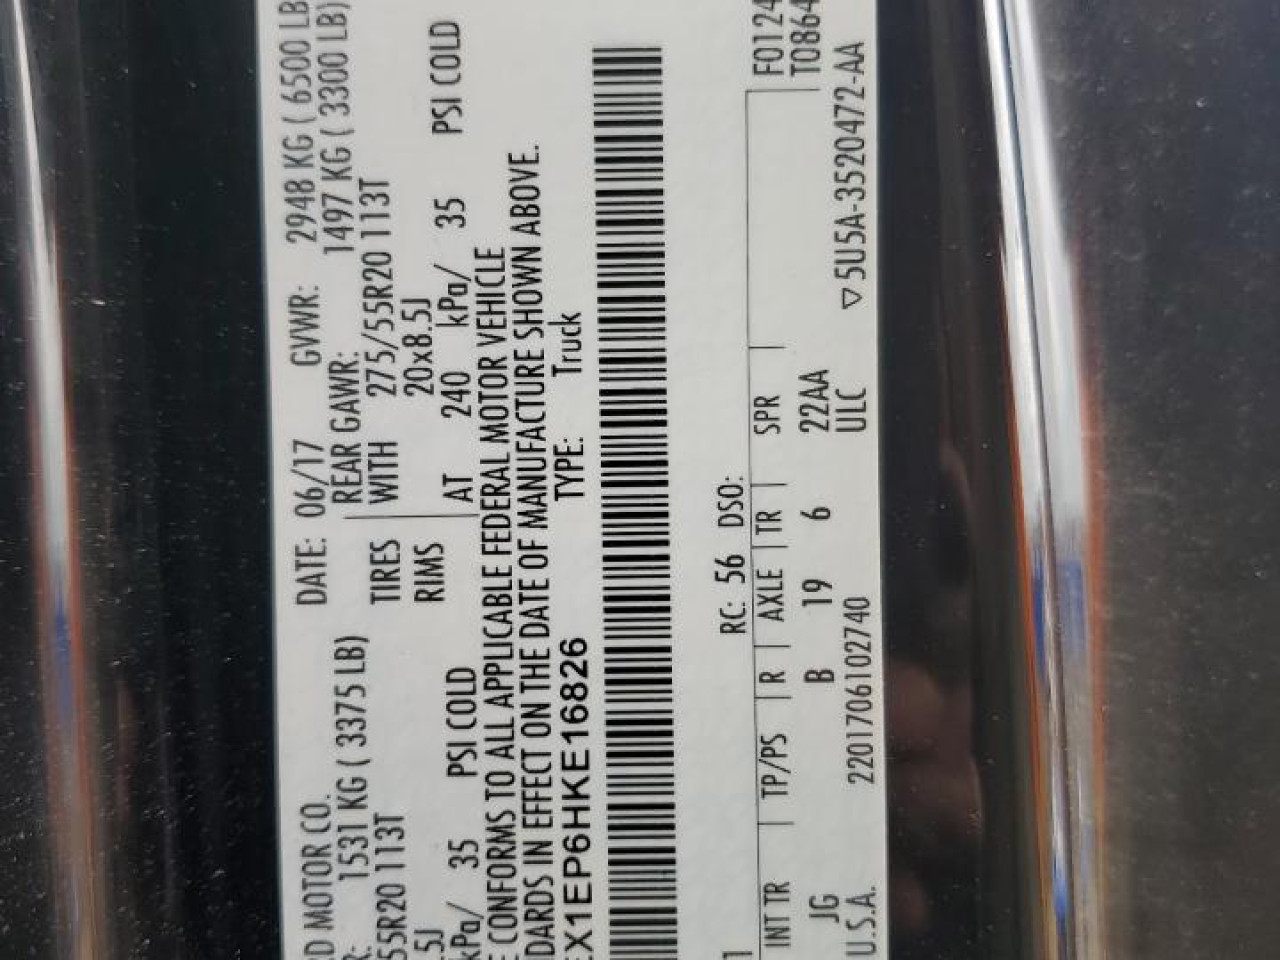 RD MOTOR CO. DATE: 06/17 GVWR: 2948 KG ( 6500 LB
R: 1531 KG ( 3375 LB) REAR GAWR: 1497 KG ( 3300 LB)
55R20 113T TIRES WITH 275/55R20 113T
.5J RIMS 20x8.5J
kPa/ 35 PSI COLD AT 240 kPa/ 35 PSI COLD
CONFORMS TO ALL APPLICABLE FEDERAL MOTOR VEHICLE
DARDS IN EFFECT ON THE DATE OF MANUFACTURE SHOWN ABOVE.
EX1EP6HKE16826 TYPE: Truck
RC: 56 DSO:
INT TR | TP/PS | R | AXLE | TR | SPR F0124
JG B 19 6 22AA T0864
U.S.A. 2201706102740 ULC ▽5U5A-3520472-AA